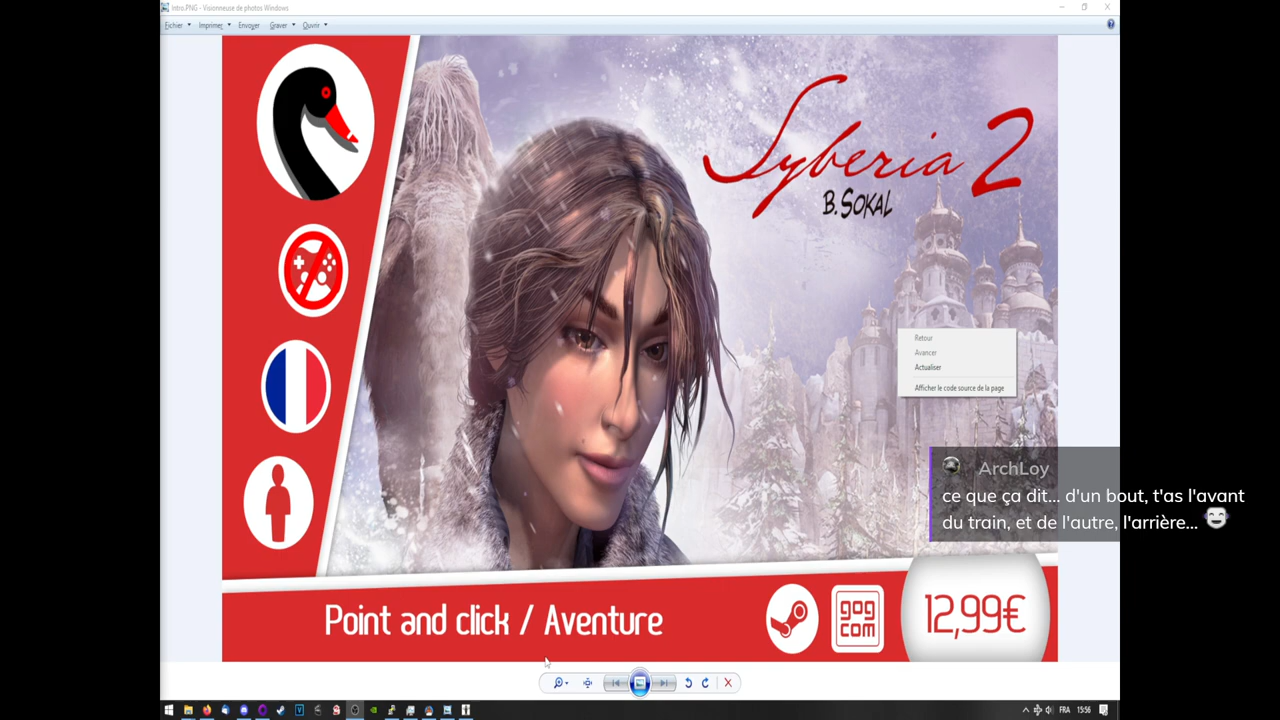 Intro.PNG - Visionneuse de photos Windows
Fichier Imprimer Envoyer Graver Ouvrir
Syberia 2
B. SOKAL
Retour
Avancer
Actualiser
Afficher le code source de la page
ArchLoy
ce que ça dit... d'un bout, t'as l'avant
du train, et de l'autre, l'arrière...
Point and click / Aventure
gog
com
12,99€
FRA 15:56